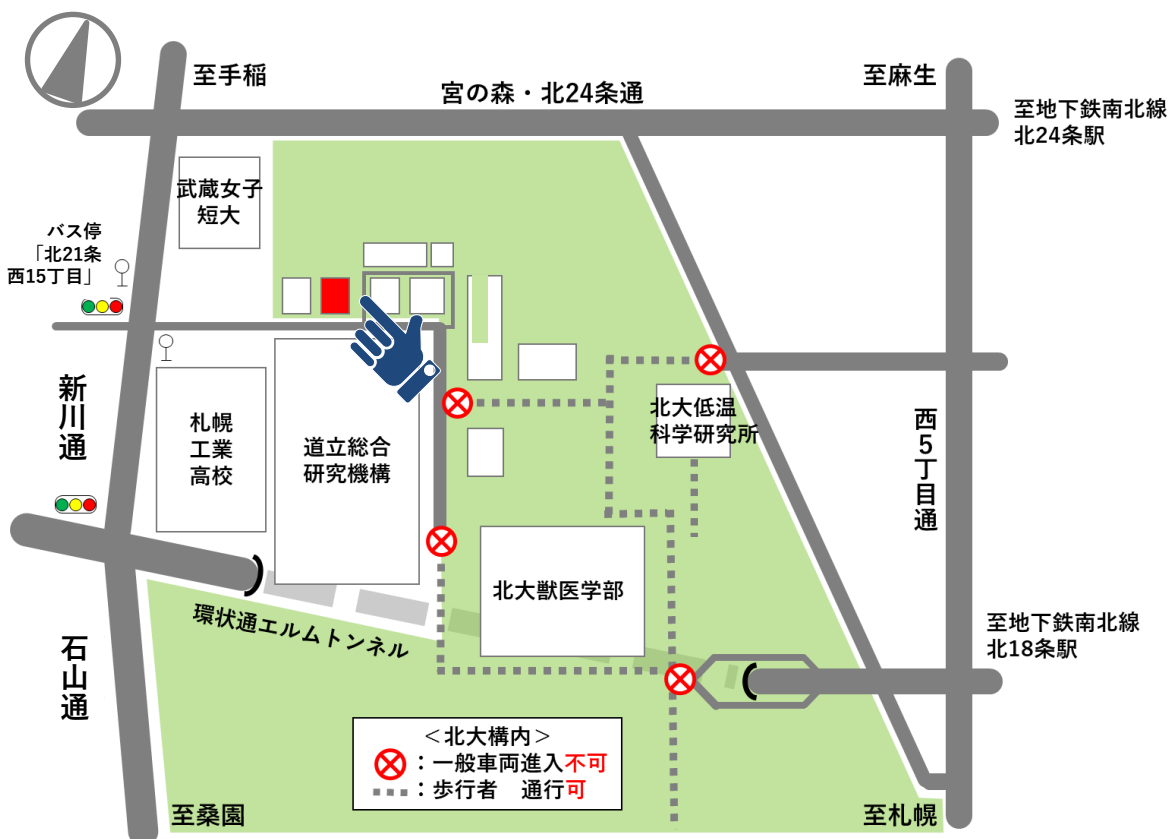 至手稲
至麻生
宮の森・北24条通
至地下鉄南北線
北24条駅
武蔵女子
短大
バス停
「北21条
西15丁目」
新川通
札幌
工業
高校
道立総合
研究機構
北大低温
科学研究所
西5丁目通
北大獣医学部
環状通エルムトンネル
至地下鉄南北線
北18条駅
石山通
＜北大構内＞
：一般車両進入不可
：歩行者　通行可
至桑園
至札幌